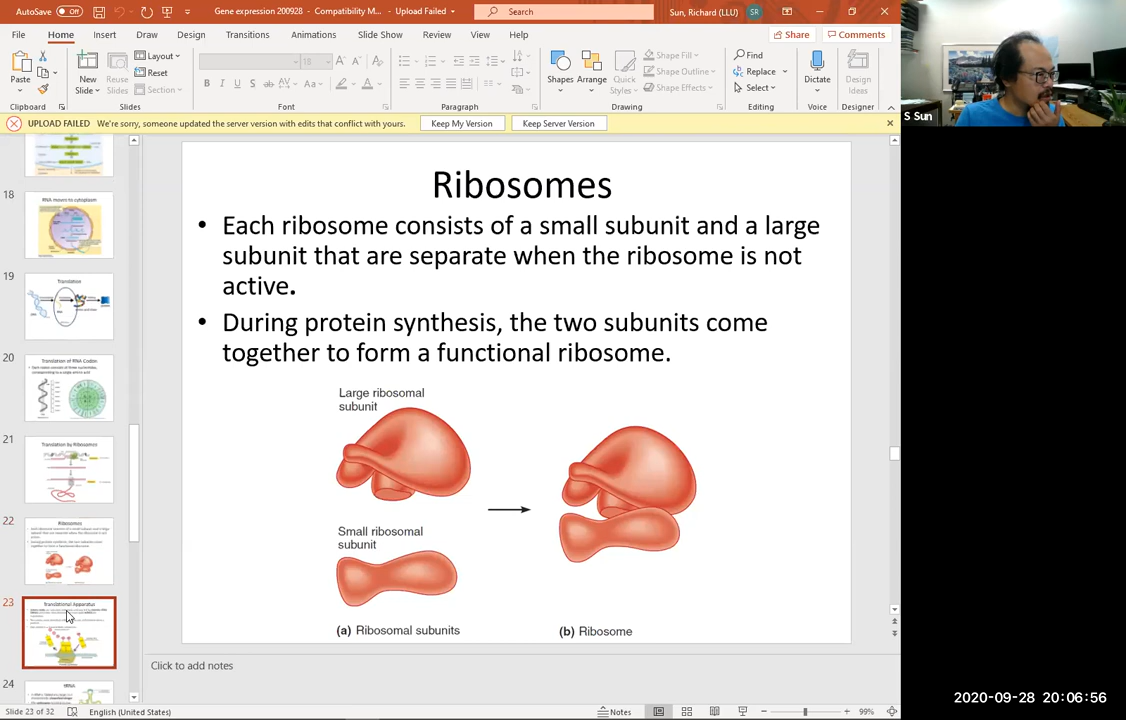 AutoSave Off Gene expression 200928 - Compatibility M... - Upload Failed Search Sun, Richard (LLU) SR
File Home Insert Draw Design Transitions Animations Slide Show Review View Help Share Comments
Paste New Slide Reuse Slides Layout Reset Section 18 Shapes Arrange Quick Styles Shape Fill Shape Outline Shape Effects Find Replace Select Dictate Design Ideas
Clipboard Slides Font Paragraph Drawing Editing Voice Designer
S Sun
UPLOAD FAILED We're sorry, someone updated the server version with edits that conflict with yours. Keep My Version Keep Server Version
18
RNA moves to cytoplasm
19
Translation
20
Translation of RNA Codon
21
Translation by Ribosomes
22
Ribosomes
23
Translational Apparatus
24
tRNA
Ribosomes
• Each ribosome consists of a small subunit and a large
subunit that are separate when the ribosome is not
active.
• During protein synthesis, the two subunits come
together to form a functional ribosome.
Large ribosomal
subunit
Small ribosomal
subunit
(a) Ribosomal subunits
(b) Ribosome
Click to add notes
Slide 23 of 32 English (United States) Notes 99%
2020-09-28 20:06:56